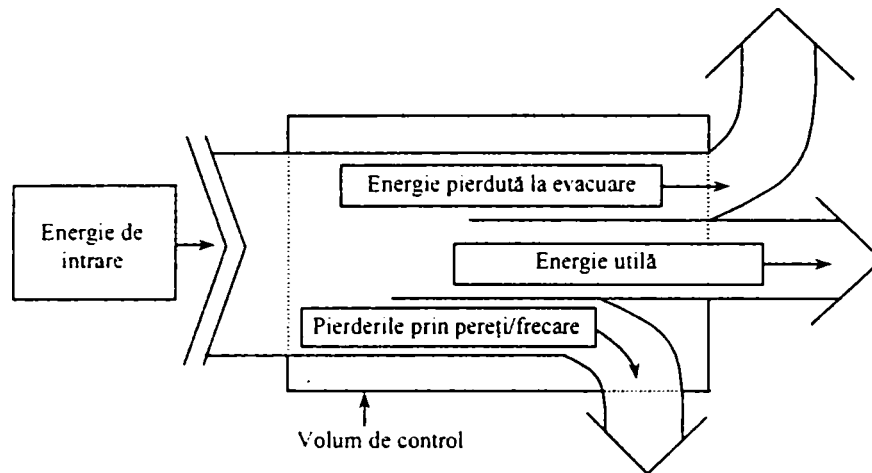 Energie pierdută la evacuare
Energie de
intrare
Energie utilă
Pierderile prin pereți/frecare
Volum de control